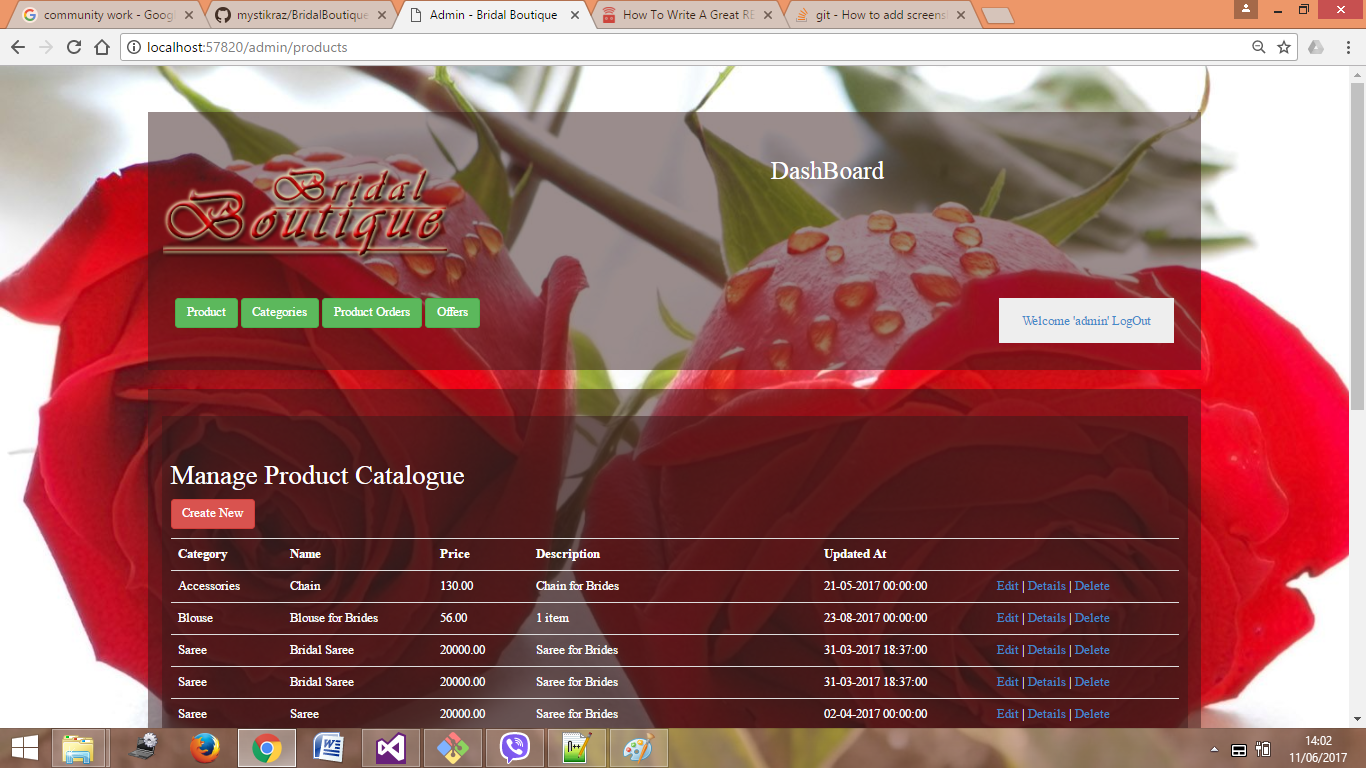 community work - Goog
mystikraz/BridalBoutique
Admin - Bridal Boutique
How To Write A Great RE
git - How to add screensh
localhost:57820/admin/products
Bridal
Boutique
DashBoard
Product Categories Product Orders Offers
Welcome 'admin' LogOut
Manage Product Catalogue
Create New
Category Name Price Description Updated At
Accessories Chain 130.00 Chain for Brides 21-05-2017 00:00:00 Edit | Details | Delete
Blouse Blouse for Brides 56.00 1 item 23-08-2017 00:00:00 Edit | Details | Delete
Saree Bridal Saree 20000.00 Saree for Brides 31-03-2017 18:37:00 Edit | Details | Delete
Saree Bridal Saree 20000.00 Saree for Brides 31-03-2017 18:37:00 Edit | Details | Delete
Saree Saree 20000.00 Saree for Brides 02-04-2017 00:00:00 Edit | Details | Delete
14:02
11/06/2017